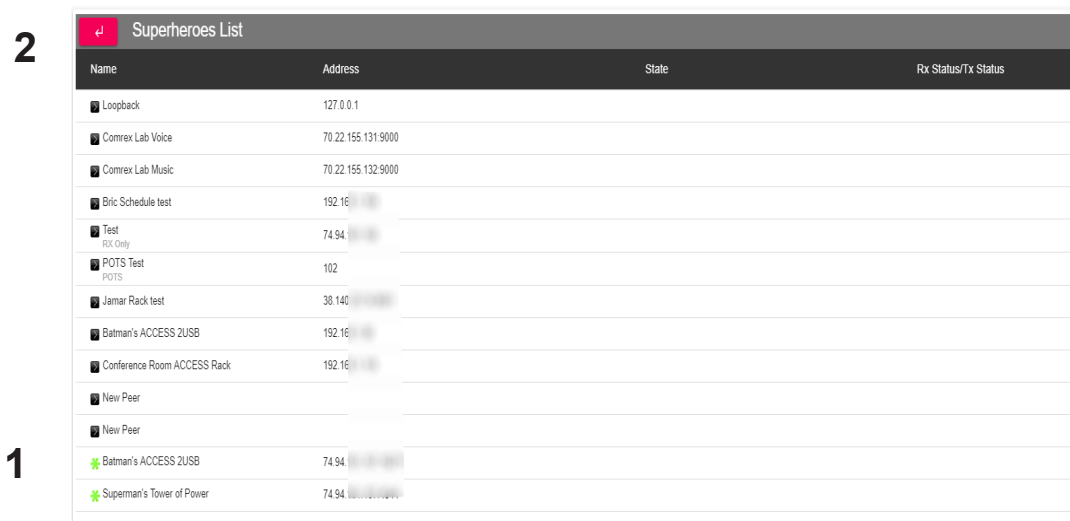 2
Superheroes List
Name Address State Rx Status/Tx Status
Loopback 127.0.0.1
Comrex Lab Voice 70.22.155.131:9000
Comrex Lab Music 70.22.155.132:9000
Bric Schedule test 192.16
Test 74.94.
RX Only
POTS Test 102
POTS
Jamar Rack test 38.140
Batman's ACCESS 2USB 192.16
Conference Room ACCESS Rack 192.16
New Peer
New Peer
1
Batman's ACCESS 2USB 74.94.
Superman's Tower of Power 74.94.